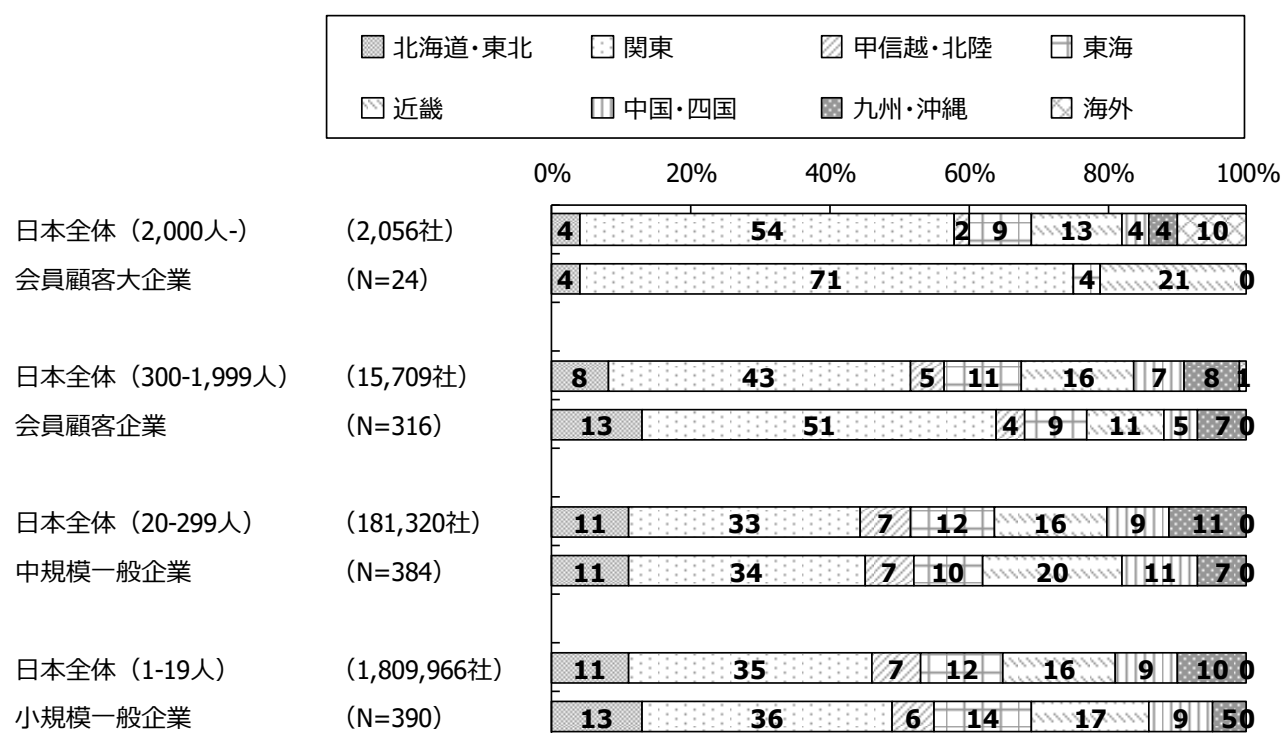 北海道・東北 関東 甲信越・北陸 東海
近畿 中国・四国 九州・沖縄 海外
0% 20% 40% 60% 80% 100%
日本全体（2,000人-） （2,056社） 4 54 2 9 13 4 4 10
会員顧客大企業 （N=24） 4 71 4 21 0
日本全体（300-1,999人） （15,709社） 8 43 5 11 16 7 8 1
会員顧客企業 （N=316） 13 51 4 9 11 5 7 0
日本全体（20-299人） （181,320社） 11 33 7 12 16 9 11 0
中規模一般企業 （N=384） 11 34 7 10 20 11 7 0
日本全体（1-19人） （1,809,966社） 11 35 7 12 16 9 10 0
小規模一般企業 （N=390） 13 36 6 14 17 9 5 0